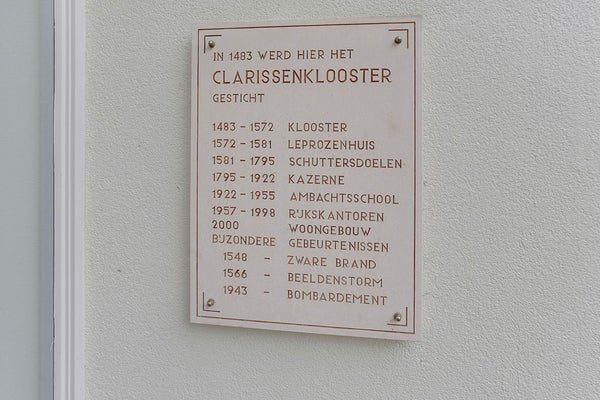 IN 1483 WERD HIER HET
CLARISSENKLOOSTER
GESTICHT
1483 - 1572 KLOOSTER
1572 - 1581 LEPROZENHUIS
1581 - 1795 SCHUTTERSDOELEN
1795 - 1922 KAZERNE
1922 - 1955 AMBACHTSSCHOOL
1957 - 1998 RIJKSKANTOREN
2000 WOONGEBOUW
BIJZONDERE GEBEURTENISSEN
1548 - ZWARE BRAND
1566 - BEELDENSTORM
1943 - BOMBARDEMENT